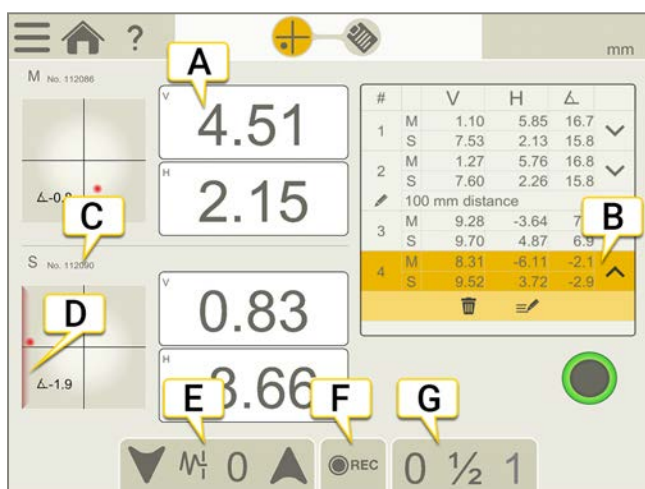 ?
mm
M No. 112086
A
V
4.51
H
2.15
C
S No. 112090
D
∡-1.9
V
0.83
H
E
F
G
0
REC
0 ½ 1
# V H ∡
1 M 1.10 5.85 16.7
S 7.53 2.13 15.8
2 M 1.27 5.76 16.8
S 7.60 2.26 15.8
100 mm distance
3 M 9.28 -3.64
S 9.70 4.87 6.9
B
4 M 8.31 -6.11 -2.1
S 9.52 3.72 -2.9